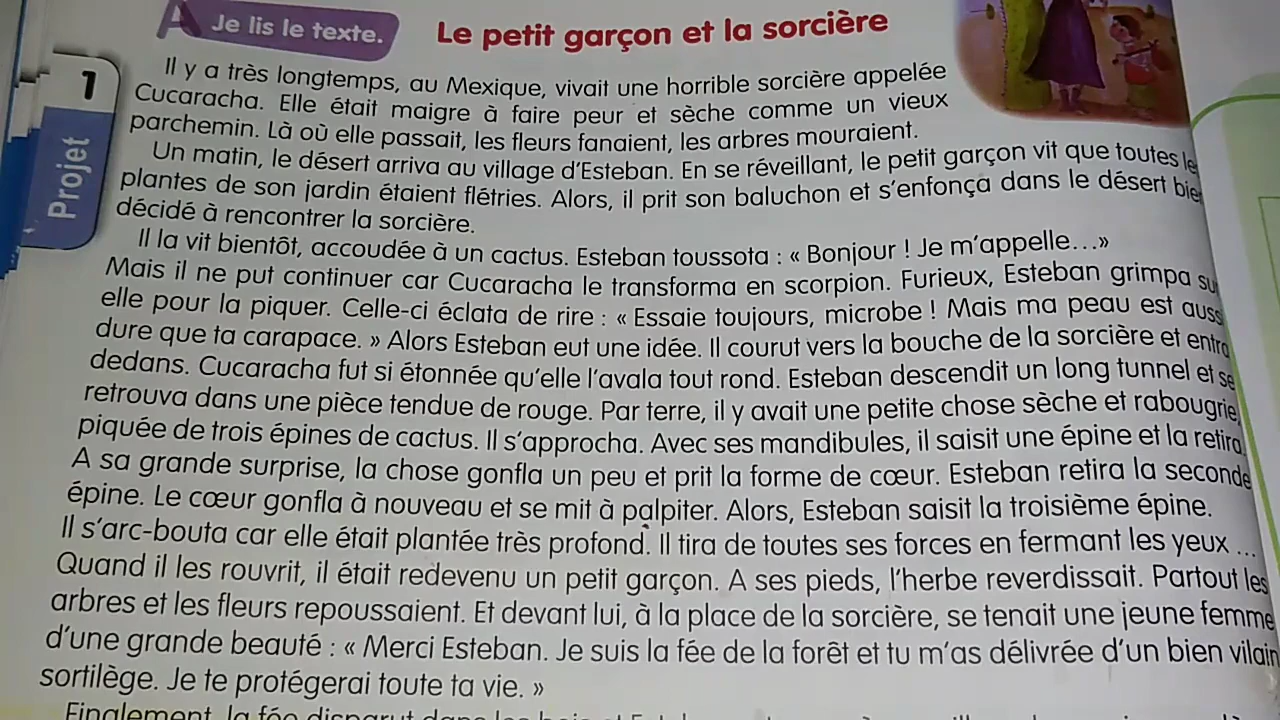 A Je lis le texte.
Le petit garçon et la sorcière
1
Projet
Il y a très longtemps, au Mexique, vivait une horrible sorcière appelée
Cucaracha. Elle était maigre à faire peur et sèche comme un vieux
parchemin. Là où elle passait, les fleurs fanaient, les arbres mouraient.
Un matin, le désert arriva au village d'Esteban. En se réveillant, le petit garçon vit que toutes le
plantes de son jardin étaient flétries. Alors, il prit son baluchon et s'enfonça dans le désert bie
décidé à rencontrer la sorcière.
Il la vit bientôt, accoudée à un cactus. Esteban toussota : « Bonjour ! Je m'appelle...»
Mais il ne put continuer car Cucaracha le transforma en scorpion. Furieux, Esteban grimpa su
elle pour la piquer. Celle-ci éclata de rire : « Essaie toujours, microbe ! Mais ma peau est auss
dure que ta carapace. » Alors Esteban eut une idée. Il courut vers la bouche de la sorcière et entra
dedans. Cucaracha fut si étonnée qu'elle l'avala tout rond. Esteban descendit un long tunnel et se
retrouva dans une pièce tendue de rouge. Par terre, il y avait une petite chose sèche et rabougrie,
piquée de trois épines de cactus. Il s'approcha. Avec ses mandibules, il saisit une épine et la retira.
A sa grande surprise, la chose gonfla un peu et prit la forme de cœur. Esteban retira la seconde
épine. Le cœur gonfla à nouveau et se mit à palpiter. Alors, Esteban saisit la troisième épine.
Il s'arc-bouta car elle était plantée très profond. Il tira de toutes ses forces en fermant les yeux ...
Quand il les rouvrit, il était redevenu un petit garçon. A ses pieds, l'herbe reverdissait. Partout les
arbres et les fleurs repoussaient. Et devant lui, à la place de la sorcière, se tenait une jeune femme
d'une grande beauté : « Merci Esteban. Je suis la fée de la forêt et tu m'as délivrée d'un bien vilain
sortilège. Je te protégerai toute ta vie. »
Finalement, la fée disparut dans les bois et